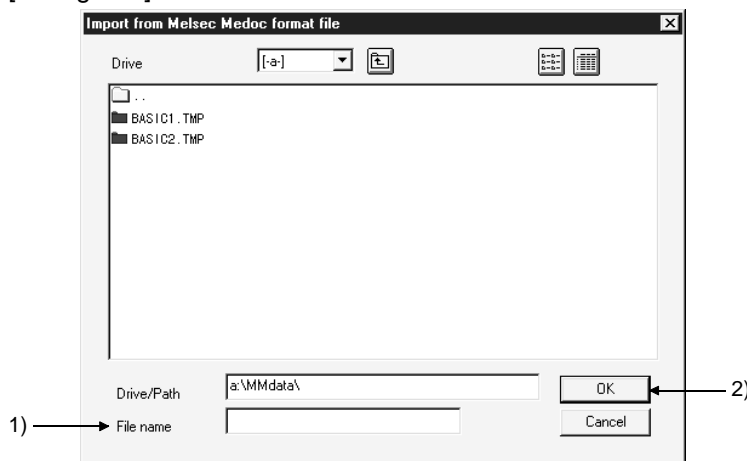 Import from Melsec Medoc format file
Drive [-a-]
..
BASIC1.TMP
BASIC2.TMP
Drive/Path a:\MMdata\ OK 2)
1) File name Cancel